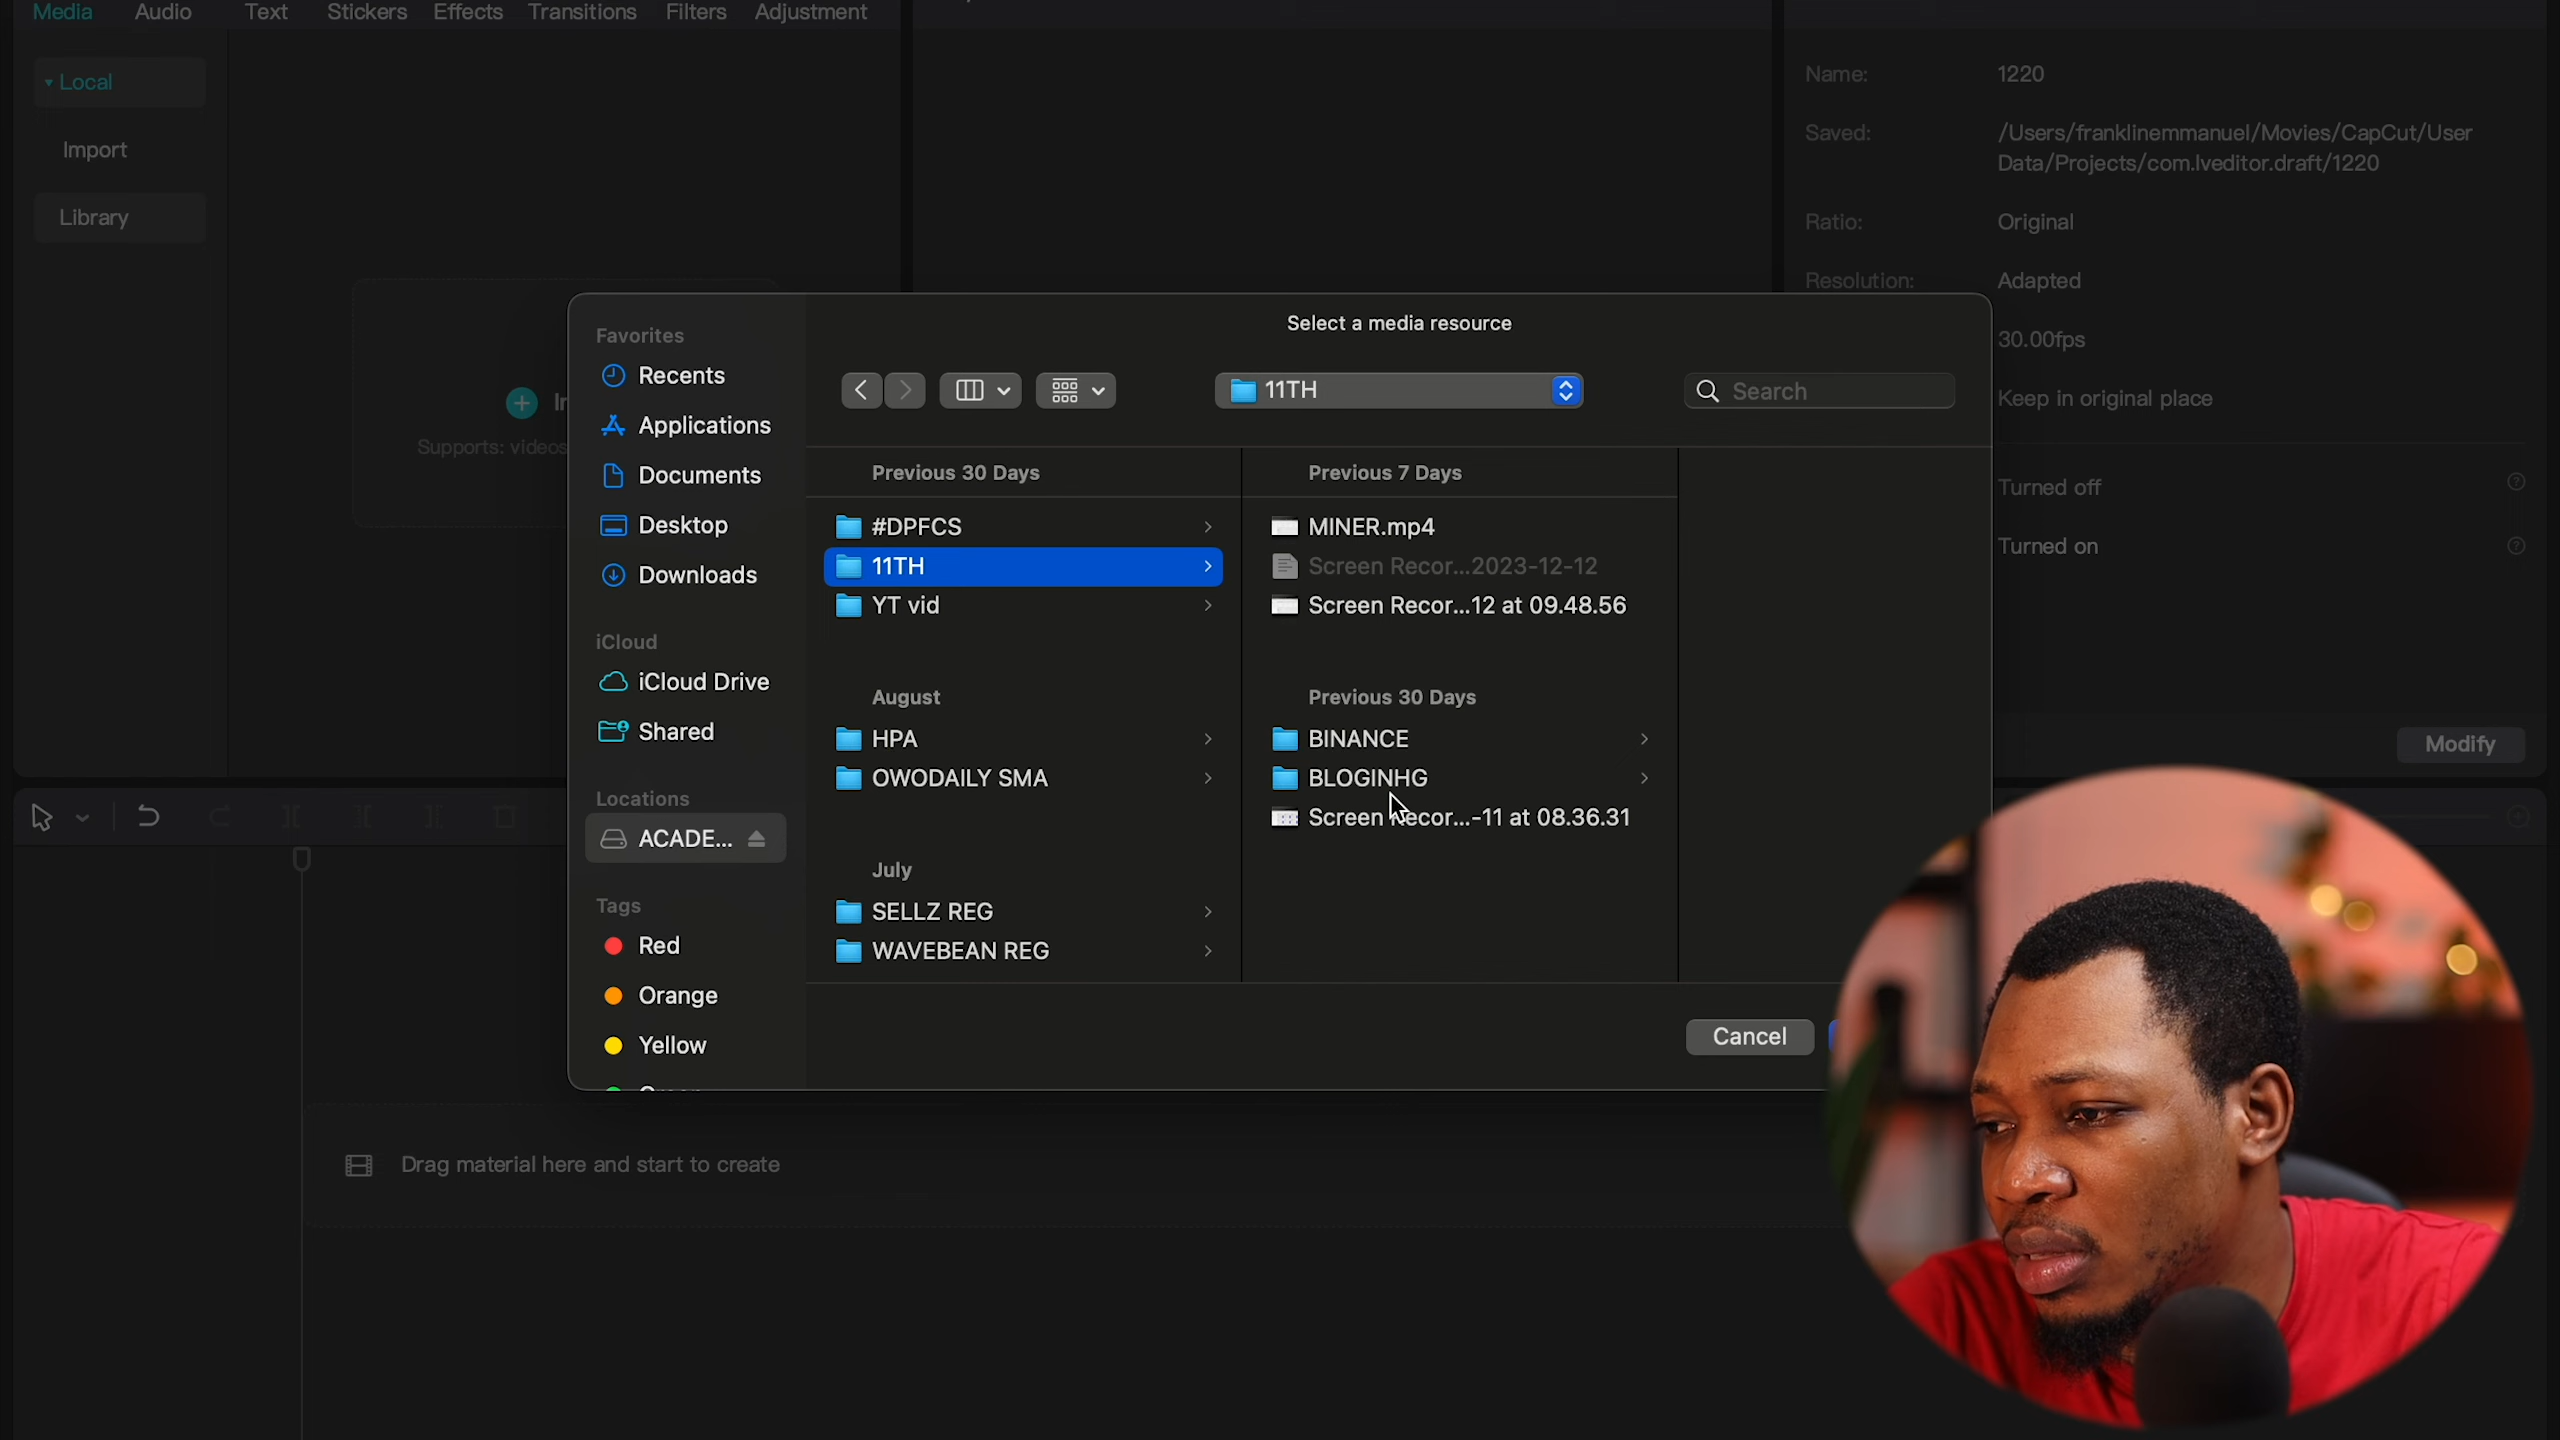 Media Audio Text Stickers Effects Transitions Filters Adjustment
Local
Import
Library
Supports: videos
Name: 1220
Saved: /Users/franklinemmanuel/Movies/CapCut/User
Data/Projects/com.lveditor.draft/1220
Ratio: Original
Resolution: Adapted
30.00fps
Keep in original place
Turned off
Turned on
Modify
Select a media resource
11TH
Search
Favorites
Recents
Applications
Documents
Desktop
Downloads
iCloud
iCloud Drive
Shared
Locations
ACADE...
Tags
Red
Orange
Yellow
Previous 30 Days
#DPFCS
11TH
YT vid
August
HPA
OWODAILY SMA
July
SELLZ REG
WAVEBEAN REG
Previous 7 Days
MINER.mp4
Screen Recor...2023-12-12
Screen Recor...12 at 09.48.56
Previous 30 Days
BINANCE
BLOGINHG
Screen Recor...-11 at 08.36.31
Cancel
Drag material here and start to create